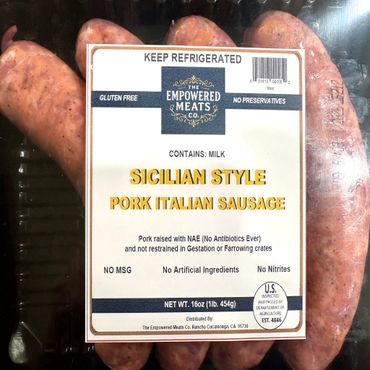 KEEP REFRIGERATED
GLUTEN FREE
THE
EMPOWERED
MEATS
CO.
NO PRESERVATIVES
CONTAINS: MILK
SICILIAN STYLE
PORK ITALIAN SAUSAGE
Pork raised with NAE (No Antibiotics Ever)
and not restrained in Gestation or Farrowing crates
NO MSG
No Artificial Ingredients
No Nitrites
NET WT. 16oz (1lb. 454g)
U.S.
INSPECTED
AND PASSED BY
DEPARTMENT OF
AGRICULTURE
EST. 4846
Distributed By:
The Empowered Meats Co. Rancho Cucamonga, CA. 91730